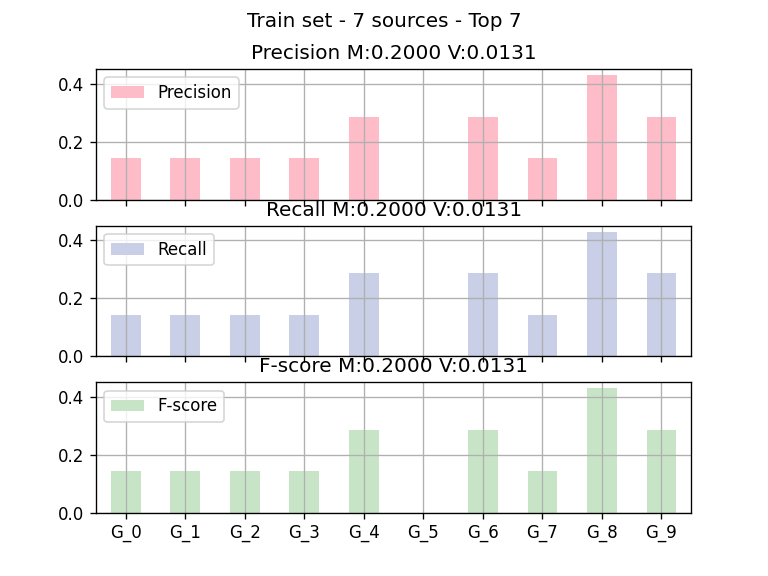 Train set - 7 sources - Top 7
Precision M:0.2000 V:0.0131
0.4
0.2
0.0
Precision
Recall M:0.2000 V:0.0131
0.4
0.2
0.0
Recall
F-score M:0.2000 V:0.0131
0.4
0.2
0.0
F-score
G_0 G_1 G_2 G_3 G_4 G_5 G_6 G_7 G_8 G_9